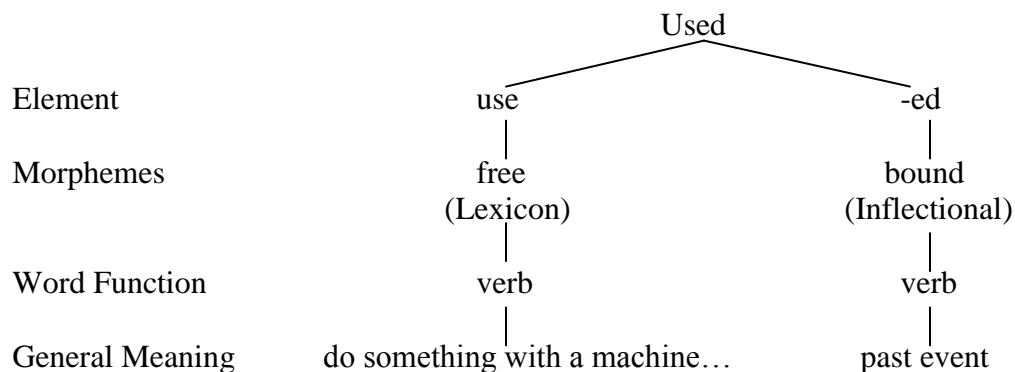 Used
Element use -ed
Morphemes free bound
(Lexicon) (Inflectional)
Word Function verb verb
General Meaning do something with a machine… past event